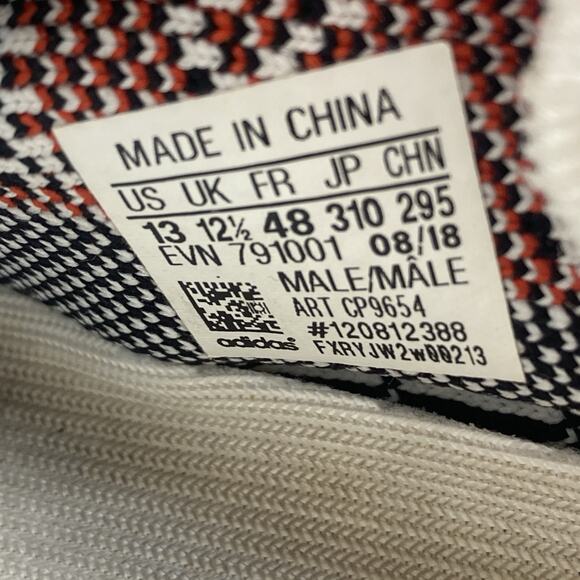 MADE IN CHINA
US UK FR JP CHN
13 12½ 48 310 295
EVN 791001 08/18
MALE/MÂLE
ART CP9654
#120812388
adidas FXRYJW2w00213